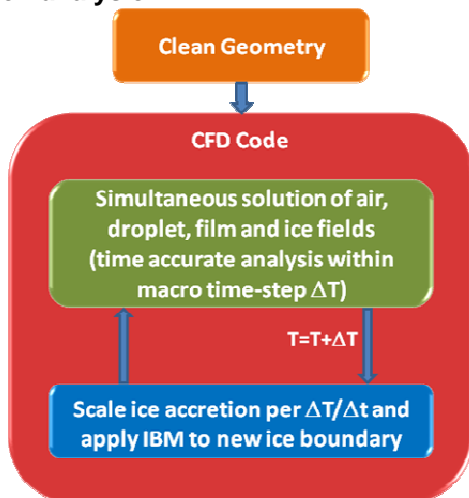 analysis
Clean Geometry
CFD Code
Simultaneous solution of air,
droplet, film and ice fields
(time accurate analysis within
macro time-step ΔT)
T=T+ΔT
Scale ice accretion per ΔT/Δt and
apply IBM to new ice boundary